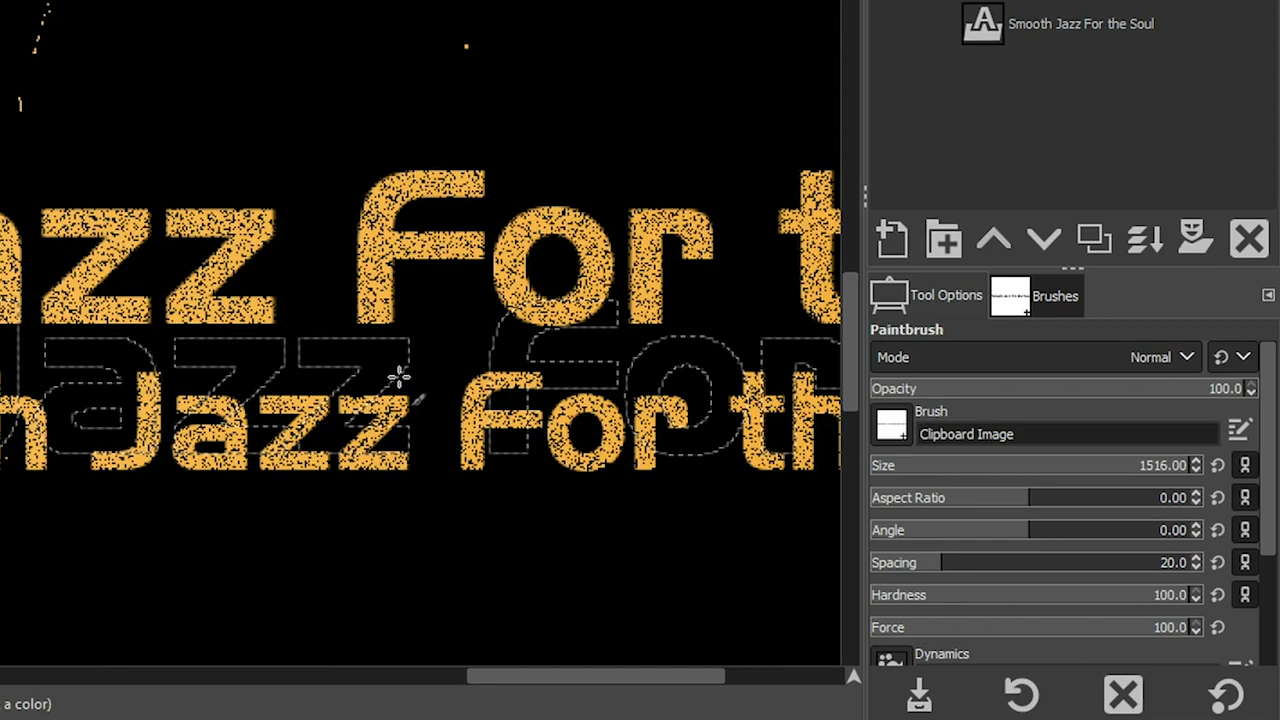 Smooth Jazz For the Soul
azz For t
h Jazz For th
Tool Options
Brushes
Paintbrush
Mode Normal
Opacity 100.0
Brush
Clipboard Image
Size 1516.00
Aspect Ratio 0.00
Angle 0.00
Spacing 20.0
Hardness 100.0
Force 100.0
Dynamics
a color)